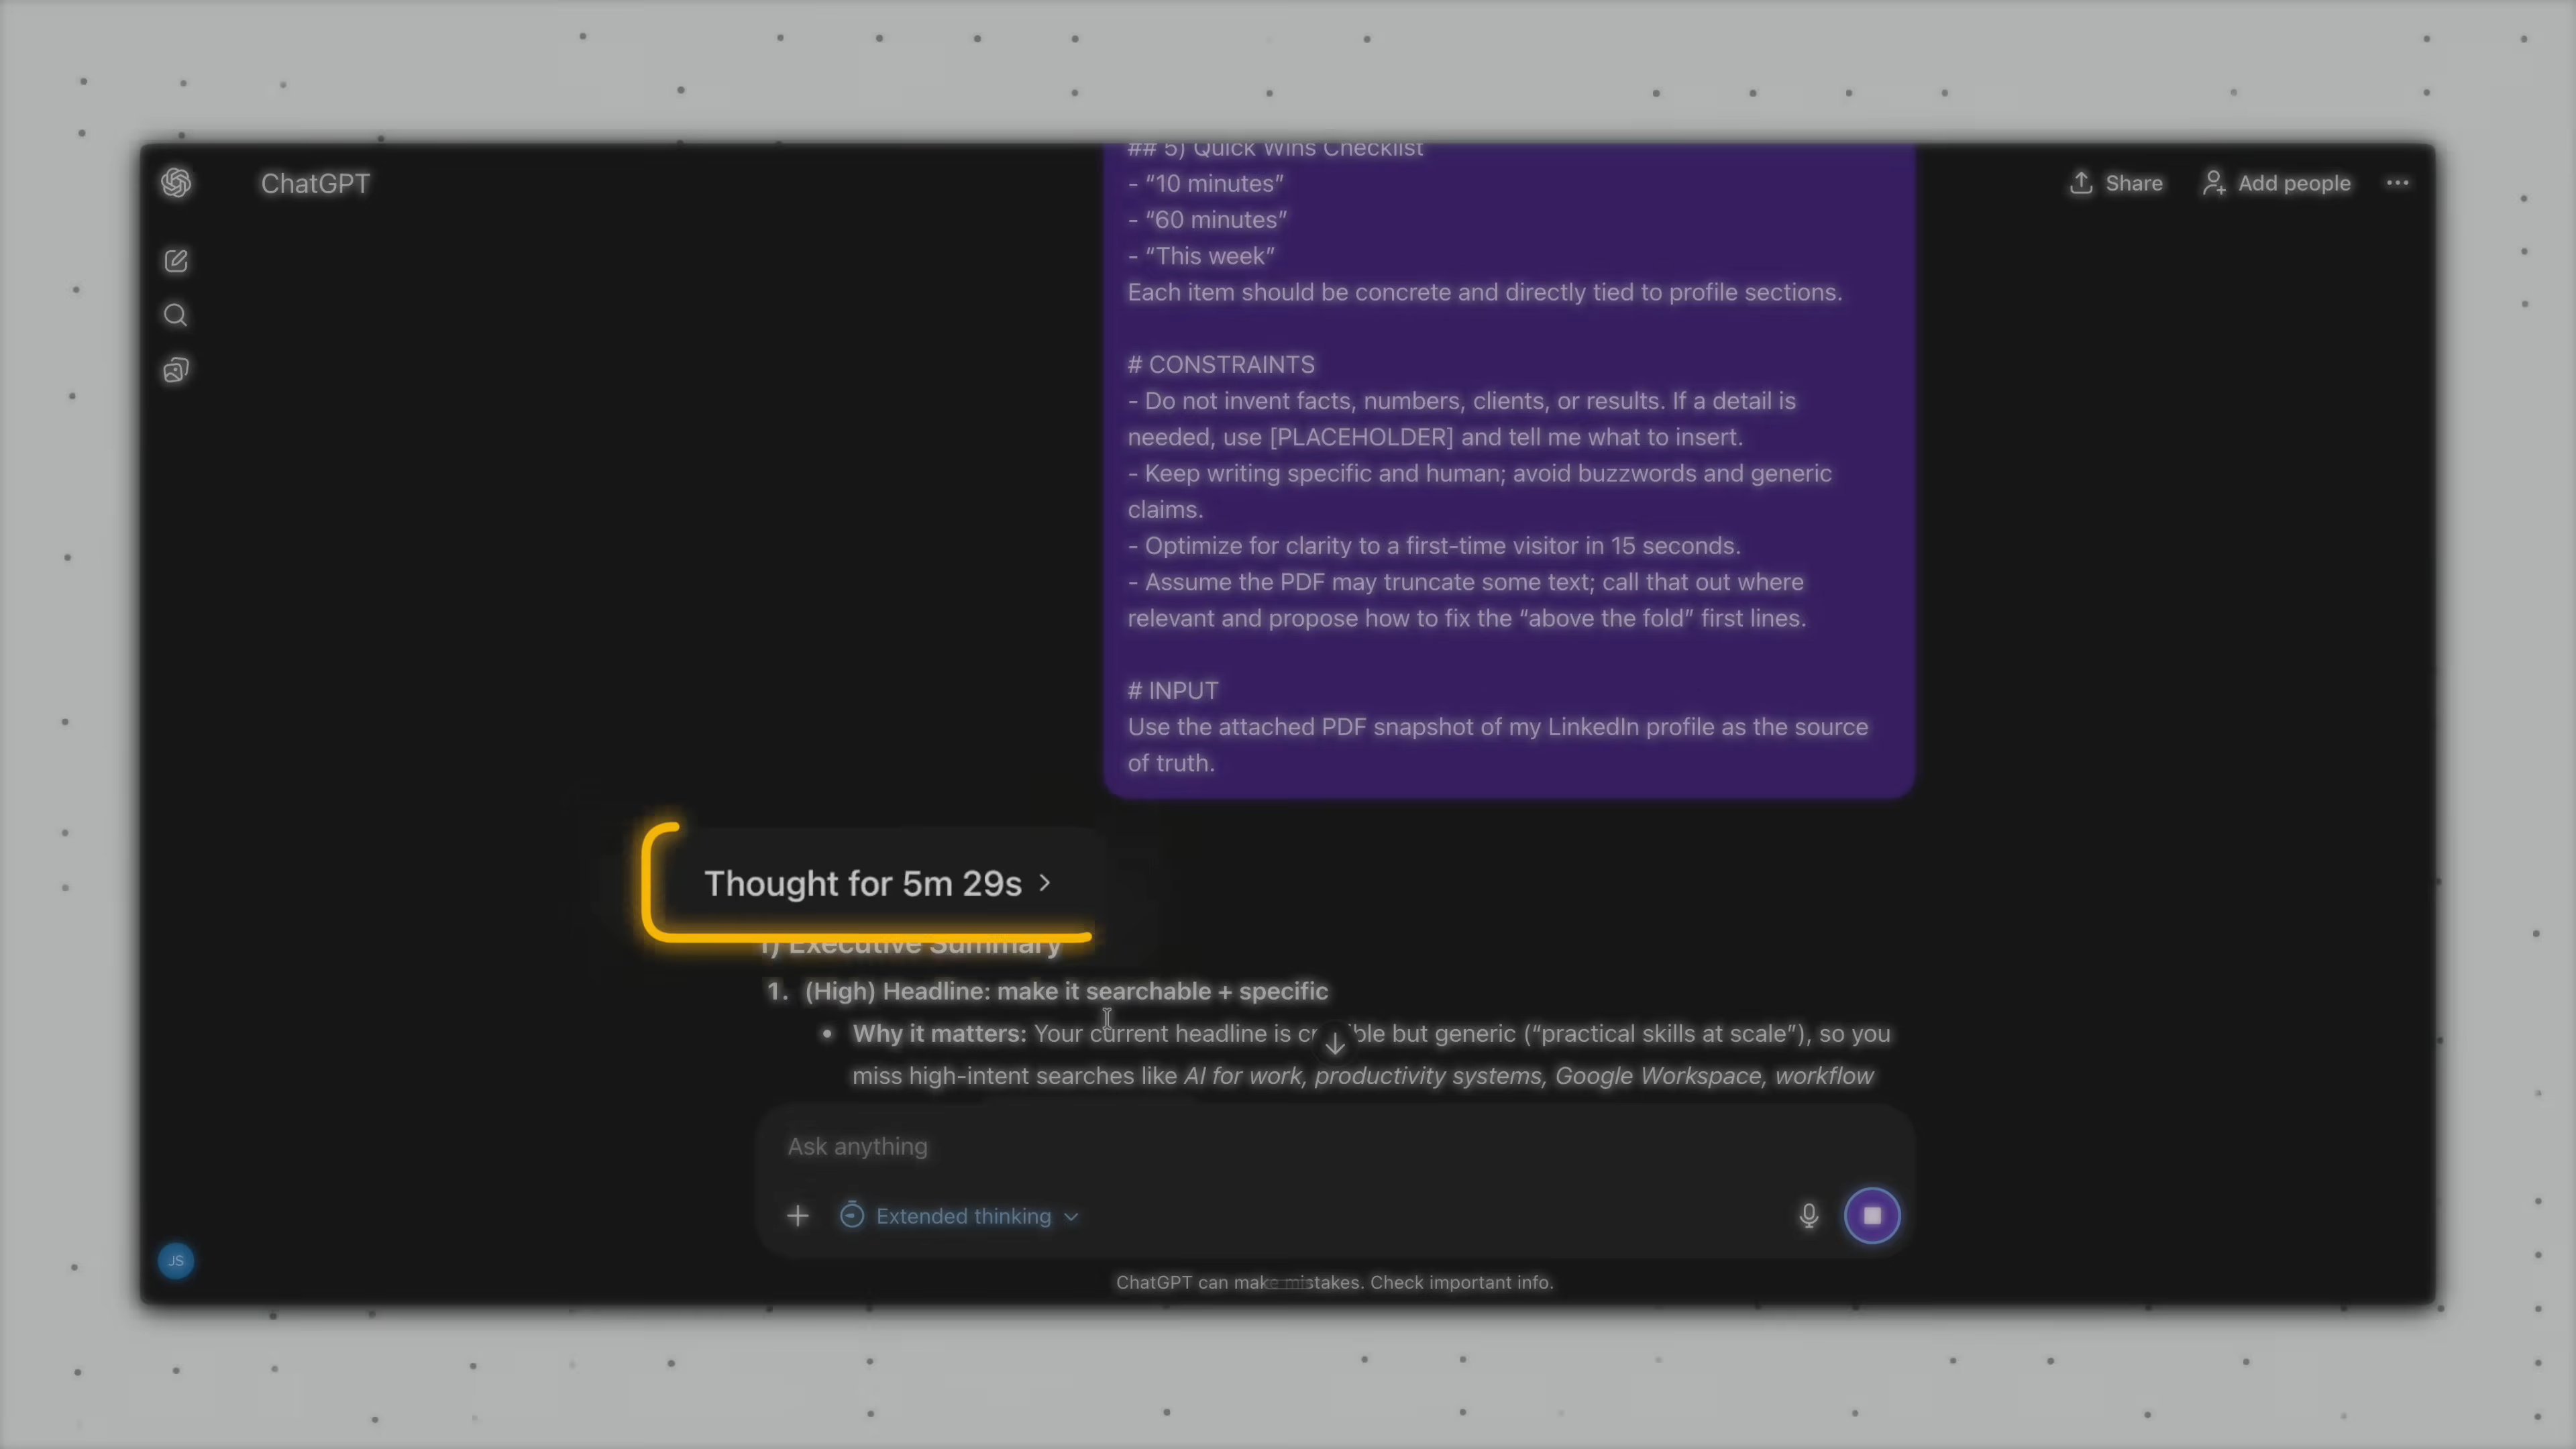 ChatGPT
Share
Add people
## 5) Quick Wins Checklist
- “10 minutes”
- “60 minutes”
- “This week”
Each item should be concrete and directly tied to profile sections.
# CONSTRAINTS
- Do not invent facts, numbers, clients, or results. If a detail is
needed, use [PLACEHOLDER] and tell me what to insert.
- Keep writing specific and human; avoid buzzwords and generic
claims.
- Optimize for clarity to a first-time visitor in 15 seconds.
- Assume the PDF may truncate some text; call that out where
relevant and propose how to fix the “above the fold” first lines.
# INPUT
Use the attached PDF snapshot of my LinkedIn profile as the source
of truth.
Thought for 5m 29s >
1) Executive Summary
1. (High) Headline: make it searchable + specific
• Why it matters: Your current headline is but generic (“practical skills at scale”), so you
miss high-intent searches like AI for work, productivity systems, Google Workspace, workflow
Ask anything
Extended thinking
JS
ChatGPT can make mistakes. Check important info.